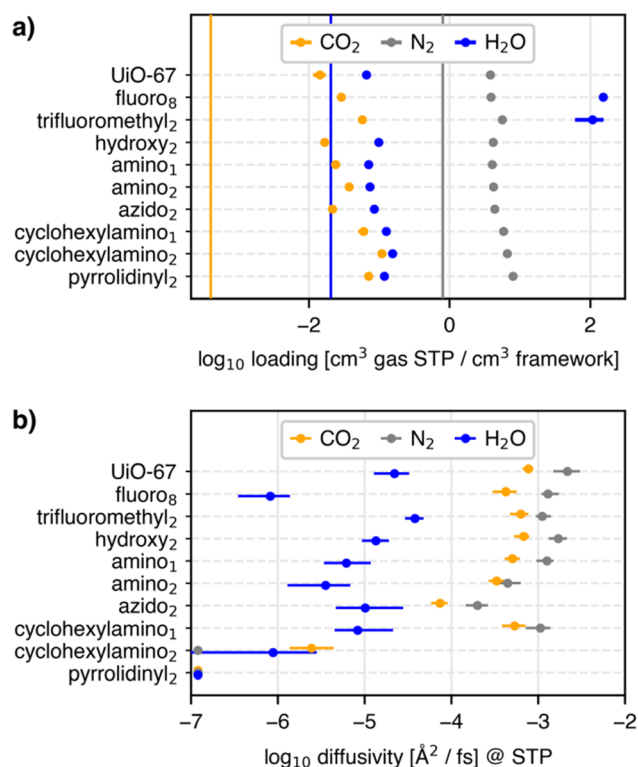 a)
CO₂ N₂ H₂O
UiO-67
fluoro₈
trifluoromethyl₂
hydroxy₂
amino₁
amino₂
azido₂
cyclohexylamino₁
cyclohexylamino₂
pyrrolidinyl₂
−2 0 2
log₁₀ loading [cm³ gas STP / cm³ framework]
b)
CO₂ N₂ H₂O
UiO-67
fluoro₈
trifluoromethyl₂
hydroxy₂
amino₁
amino₂
azido₂
cyclohexylamino₁
cyclohexylamino₂
pyrrolidinyl₂
−7 −6 −5 −4 −3 −2
log₁₀ diffusivity [Å² / fs] @ STP